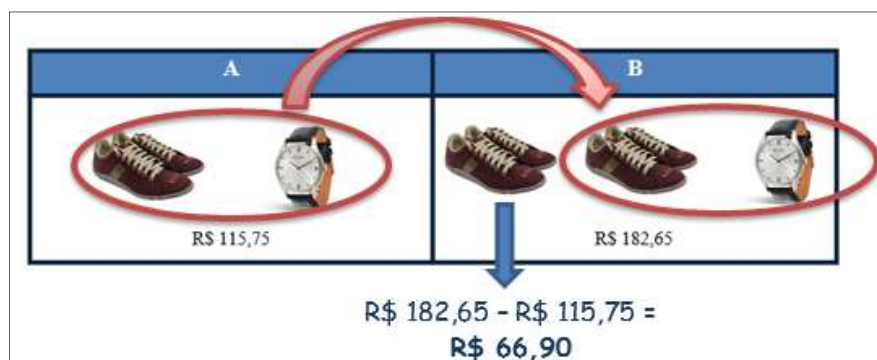 A
B
R$ 115,75
R$ 182,65
R$ 182,65 - R$ 115,75 =
R$ 66,90